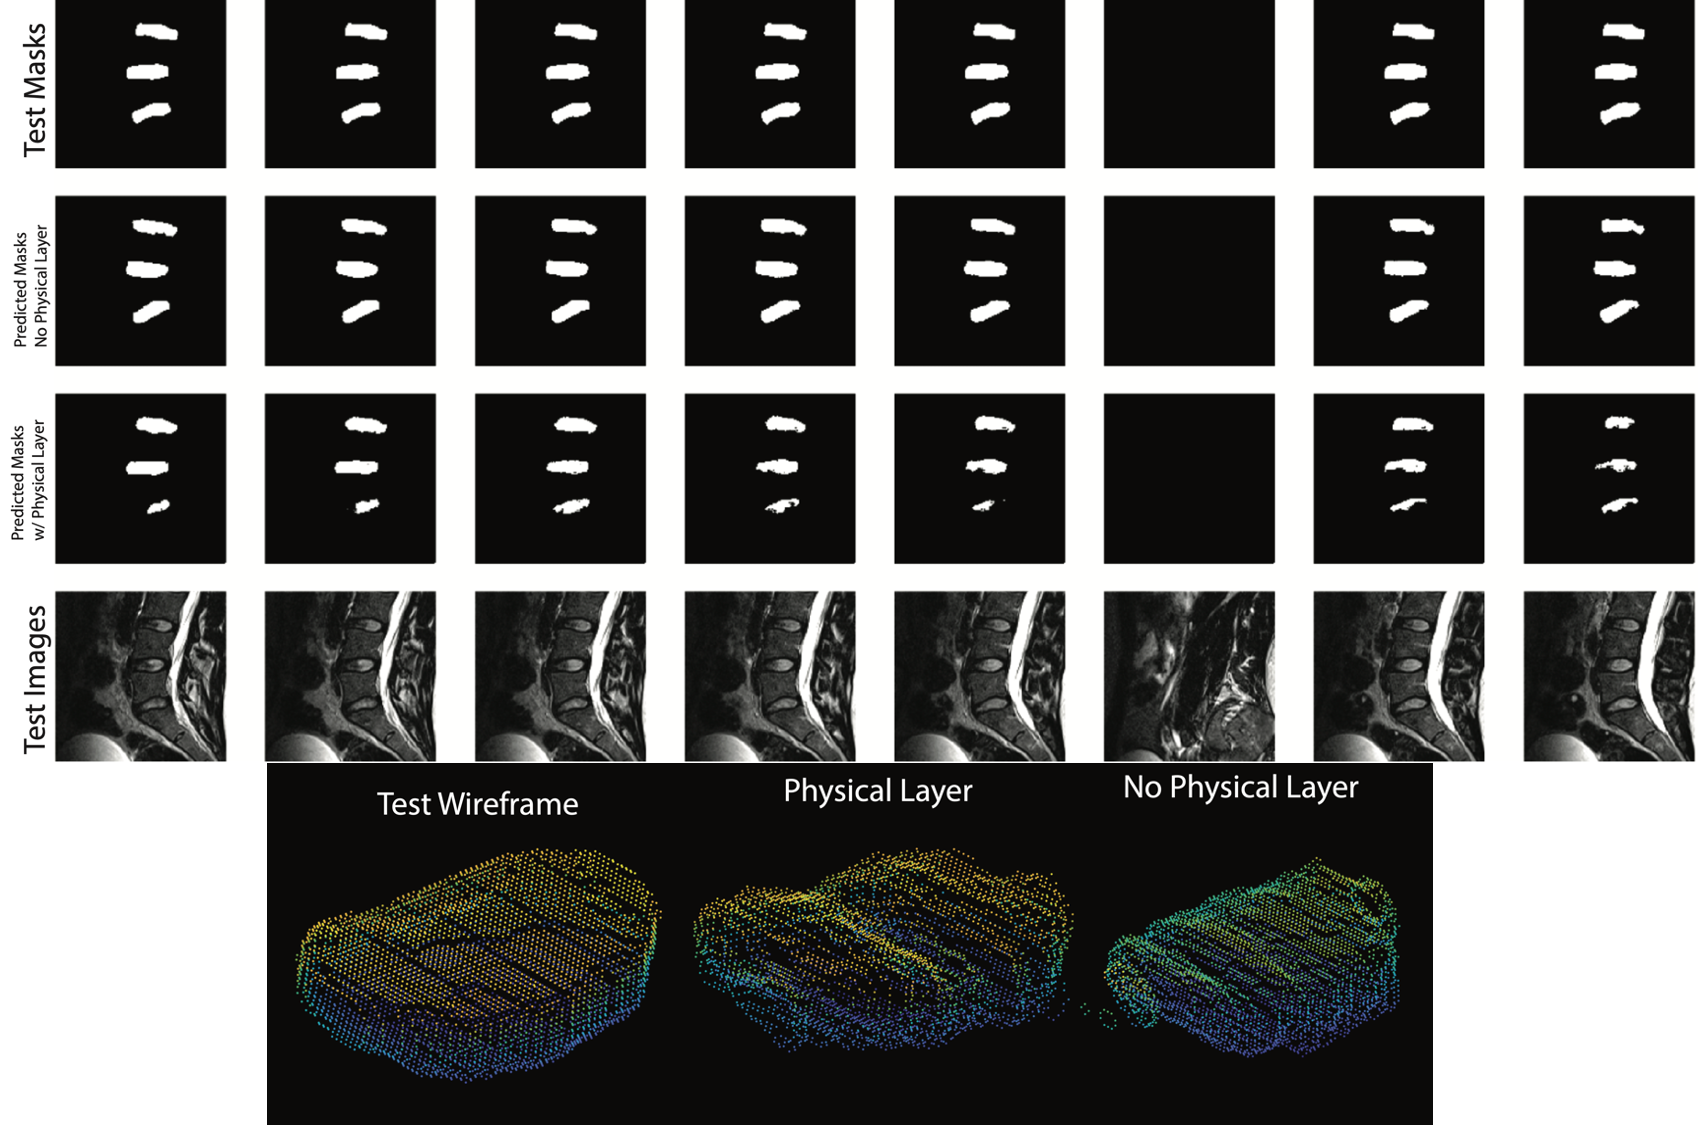 Test Masks
Predicted Masks
No Physical Layer
Predicted Masks
w/ Physical Layer
Test Images
Test Wireframe
Physical Layer
No Physical Layer